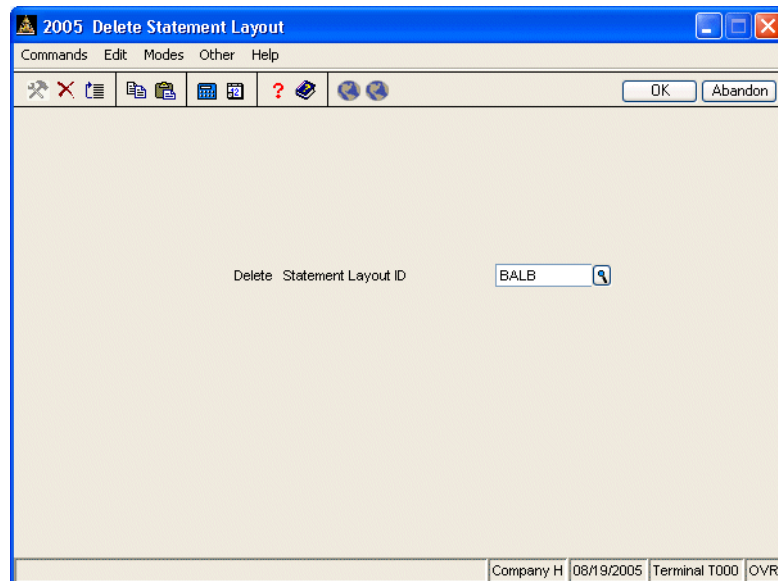 2005 Delete Statement Layout
Commands Edit Modes Other Help
? 12 OK Abandon
Delete Statement Layout ID BALB
Company H 08/19/2005 Terminal T000 OVR